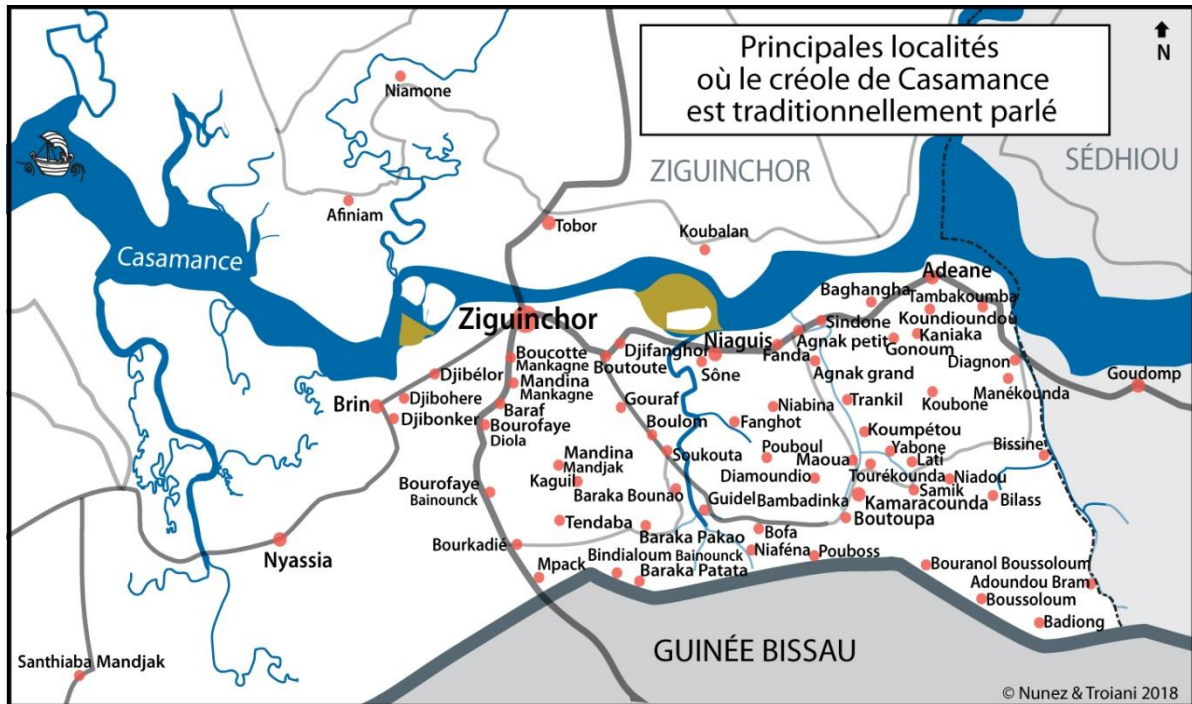 Principales localités
où le créole de Casamance
est traditionnellement parlé
N
ZIGUINCHOR
SÉDHIOU
Niamone
Afiniam
Tobor
Koubalan
Casamance
Adeane
Baghangha
Tambakoumba
Ziguinchor
Sindone
Koundioundou
Niaguis
Agnak petit
Kaniaka
Djifanghor
Fanda
Gonoum
Boucotte
Mankagne
Boutoute
Sône
Agnak grand
Diagnon
Goudomp
Djibélor
Mandina
Mankagne
Manékounda
Brin
Djibohere
Baraf
Gouraf
Niabina
Trankil
Koubone
Djibonker
Bourofaye
Diola
Boulom
Fanghot
Koumpétou
Mandina
Mandjak
Soukouta
Pouboul
Maoua
Yabone
Lati
Bissine
Kaguil
Diamoundio
Tourékounda
Niadou
Bourofaye
Bainounck
Baraka Bounao
Guidel
Bambadinka
Samik
Bilass
Kamaracounda
Tendaba
Baraka Pakao
Bofa
Boutoupa
Nyassia
Bourkadié
Bindialoum Bainounck
Niaféna
Pouboss
Mpack
Baraka Patata
Bouranol Boussoloum
Adoundou Bram
Boussoloum
Badiong
Santhiaba Mandjak
GUINÉE BISSAU
© Nunez & Troiani 2018